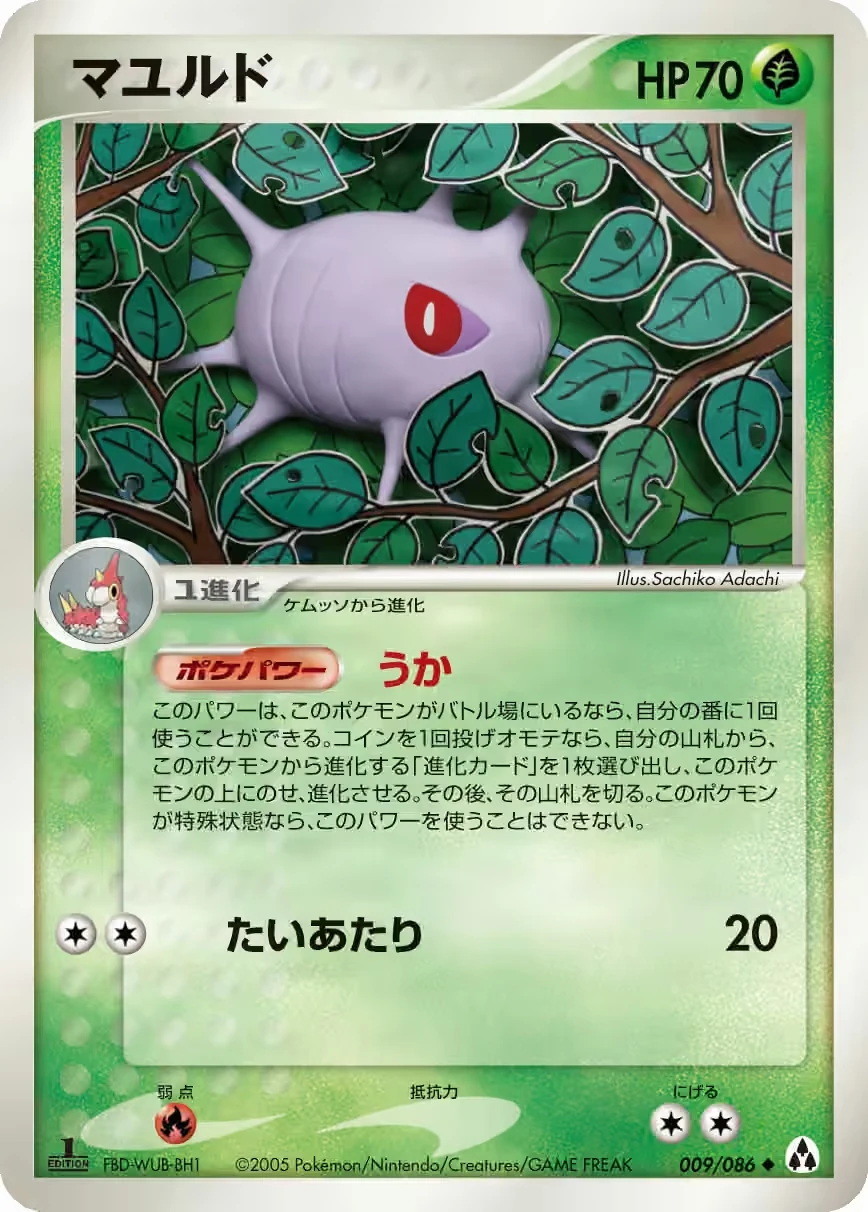 マユルド
HP70
Illus.Sachiko Adachi
1進化
ケムッソから進化
ポケパワー うか
このパワーは、このポケモンがバトル場にいるなら、自分の番に1回
使うことができる。コインを1回投げオモテなら、自分の山札から、
このポケモンから進化する「進化カード」を1枚選び出し、このポケ
モンの上にのせ、進化させる。その後、その山札を切る。このポケモン
が特殊状態なら、このパワーを使うことはできない。
たいあたり 20
弱点 抵抗力 にげる
1
EDITION FBD-WUB-BH1 ©2005 Pokémon/Nintendo/Creatures/GAME FREAK 009/086